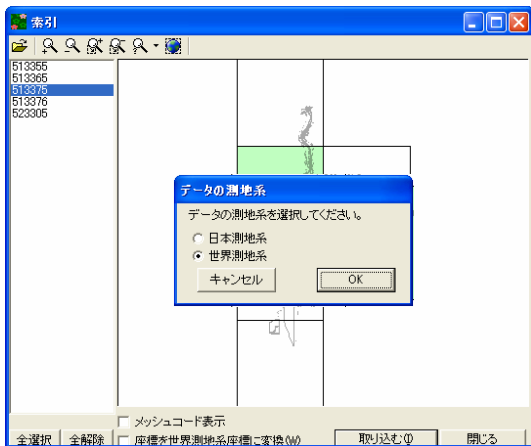 索引
513355
513365
513375
513376
523305
データの測地系
データの測地系を選択してください。
日本測地系
世界測地系
キャンセル OK
メッシュコード表示
全選択 全解除 座標を世界測地系座標に変換(W) 取り込む(I) 閉じる